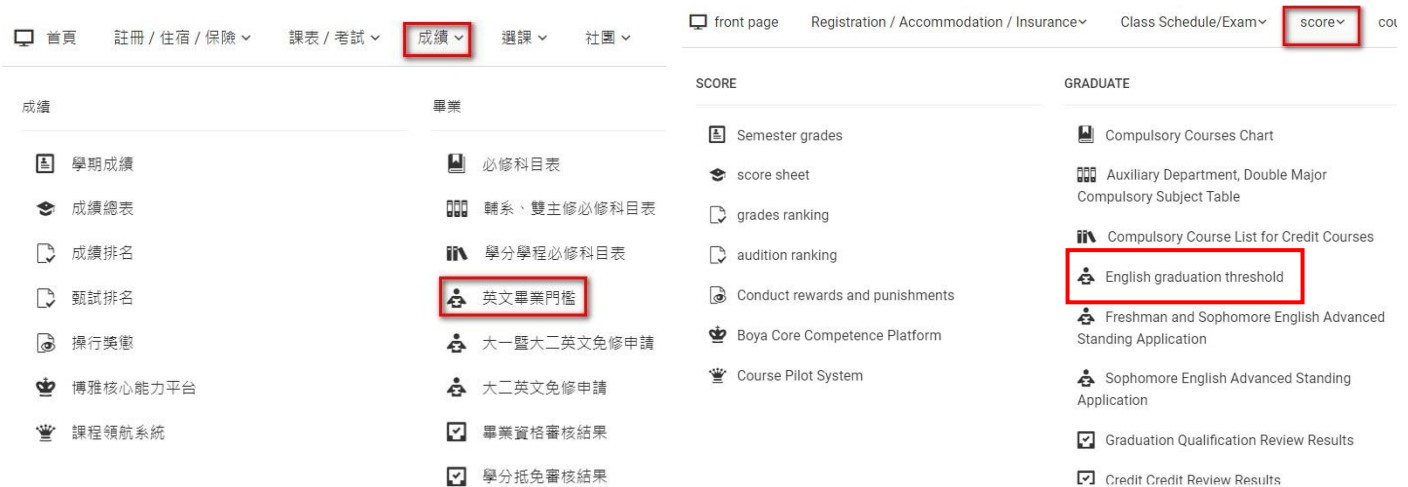 首頁 註冊 / 住宿 / 保險 課表 / 考試 成績 選課 社團
成績
學期成績
成績總表
成績排名
甄試排名
操行獎懲
博雅核心能力平台
課程領航系統
畢業
必修科目表
輔系、雙主修必修科目表
學分學程必修科目表
英文畢業門檻
大一暨大二英文免修申請
大二英文免修申請
畢業資格審核結果
學分抵免審核結果
front page Registration / Accommodation / Insurance Class Schedule/Exam score
SCORE
Semester grades
score sheet
grades ranking
audition ranking
Conduct rewards and punishments
Boya Core Competence Platform
Course Pilot System
GRADUATE
Compulsory Courses Chart
Auxiliary Department, Double Major
Compulsory Subject Table
Compulsory Course List for Credit Courses
English graduation threshold
Freshman and Sophomore English Advanced
Standing Application
Sophomore English Advanced Standing
Application
Graduation Qualification Review Results
Credit Credit Review Results